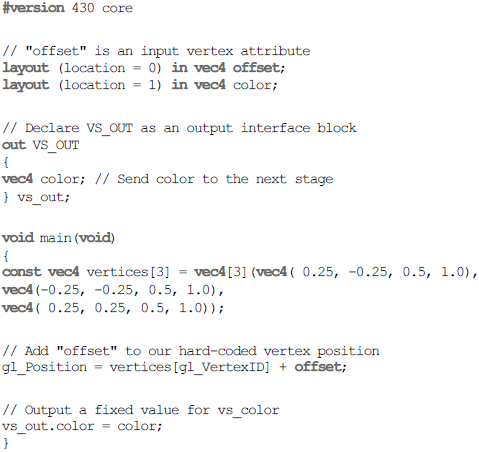 #version 430 core
// "offset" is an input vertex attribute
layout (location = 0) in vec4 offset;
layout (location = 1) in vec4 color;
// Declare VS_OUT as an output interface block
out VS_OUT
{
vec4 color; // Send color to the next stage
} vs_out;
void main(void)
{
const vec4 vertices[3] = vec4[3](vec4( 0.25, -0.25, 0.5, 1.0),
vec4(-0.25, -0.25, 0.5, 1.0),
vec4( 0.25, 0.25, 0.5, 1.0));
// Add "offset" to our hard-coded vertex position
gl_Position = vertices[gl_VertexID] + offset;
// Output a fixed value for vs_color
vs_out.color = color;
}